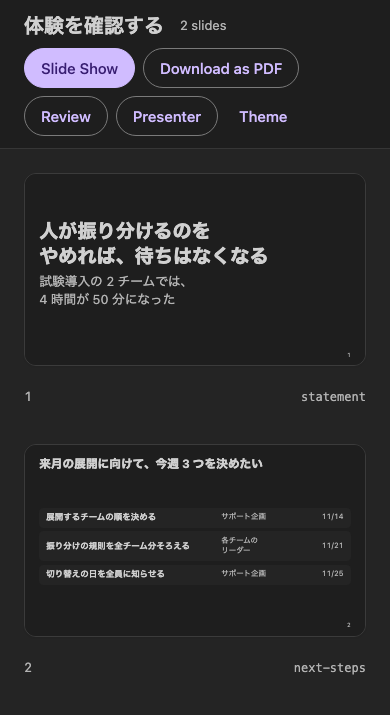 体験を確認する 2 slides
Slide Show
Download as PDF
Review
Presenter
Theme
人が振り分けるのを
やめれば、待ちはなくなる
試験導入の 2 チームでは、
4 時間が 50 分になった
1
1 statement
来月の展開に向けて、今週 3 つを決めたい
展開するチームの順を決める サポート企画 11/14
振り分けの規則を全チーム分そろえる 各チームの
リーダー 11/21
切り替えの日を全員に知らせる サポート企画 11/25
2
2 next-steps